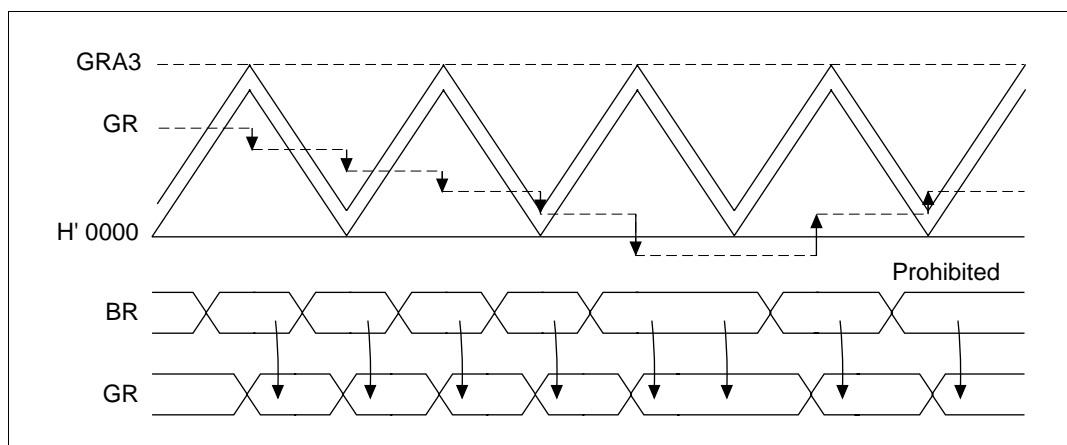 GRA3
GR
H' 0000
Prohibited
BR
GR